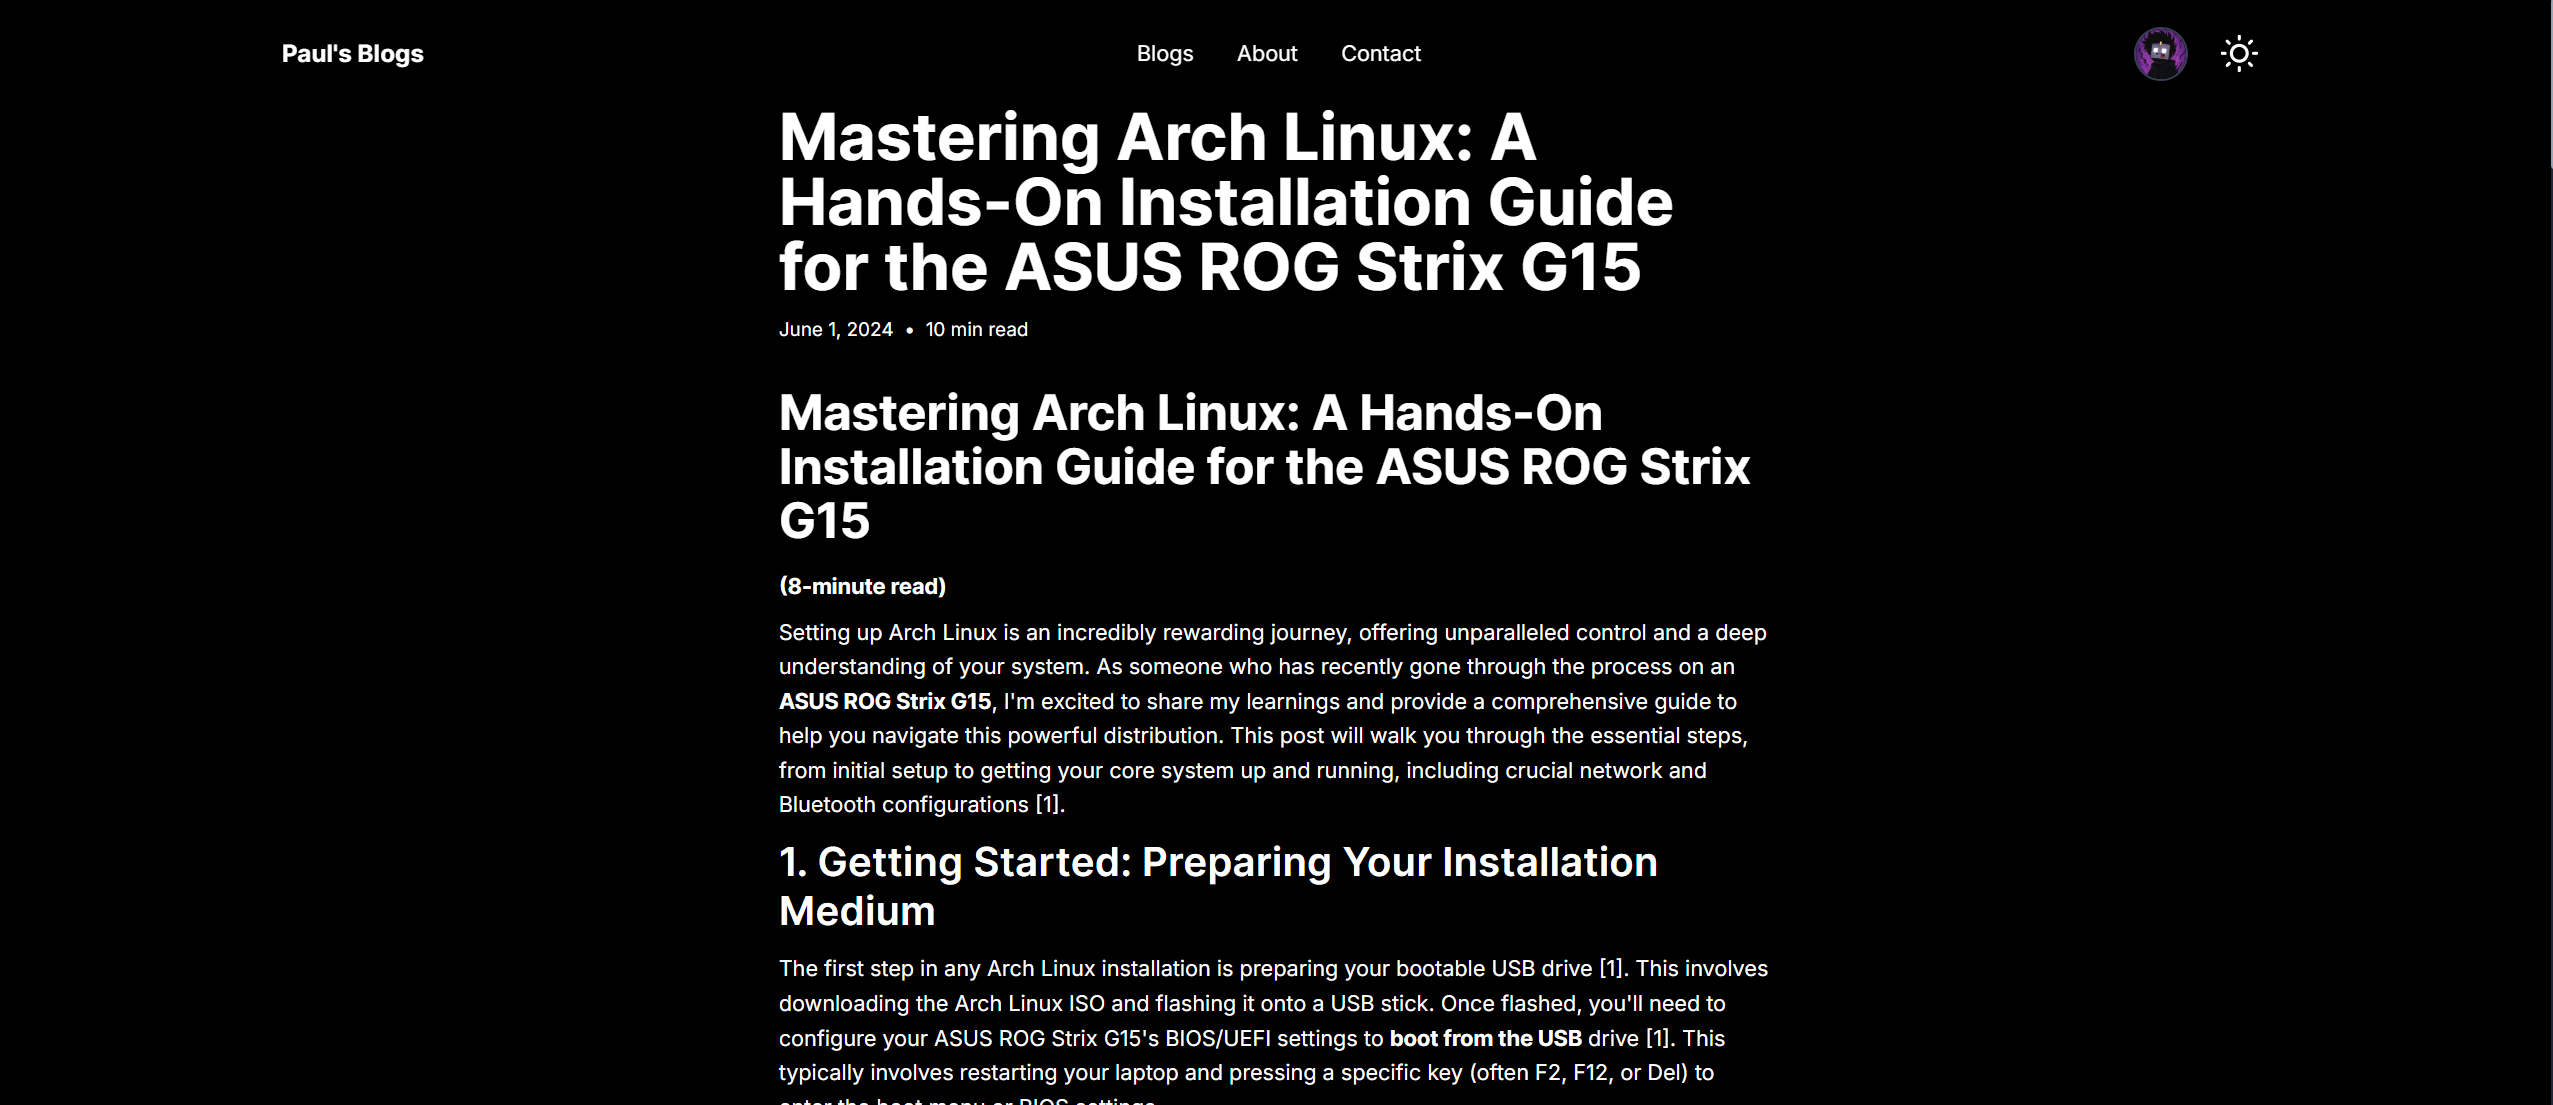 Paul's Blogs
Blogs
About
Contact
Mastering Arch Linux: A
Hands-On Installation Guide
for the ASUS ROG Strix G15
June 1, 2024 • 10 min read
Mastering Arch Linux: A Hands-On
Installation Guide for the ASUS ROG Strix
G15
(8-minute read)
Setting up Arch Linux is an incredibly rewarding journey, offering unparalleled control and a deep
understanding of your system. As someone who has recently gone through the process on an
ASUS ROG Strix G15, I'm excited to share my learnings and provide a comprehensive guide to
help you navigate this powerful distribution. This post will walk you through the essential steps,
from initial setup to getting your core system up and running, including crucial network and
Bluetooth configurations [1].
1. Getting Started: Preparing Your Installation
Medium
The first step in any Arch Linux installation is preparing your bootable USB drive [1]. This involves
downloading the Arch Linux ISO and flashing it onto a USB stick. Once flashed, you'll need to
configure your ASUS ROG Strix G15's BIOS/UEFI settings to boot from the USB drive [1]. This
typically involves restarting your laptop and pressing a specific key (often F2, F12, or Del) to
enter the boot menu or BIOS settings.